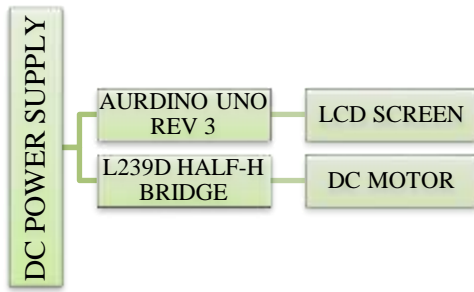 DC POWER SUPPLY
AURDINO UNO
REV 3
LCD SCREEN
L239D HALF-H
BRIDGE
DC MOTOR